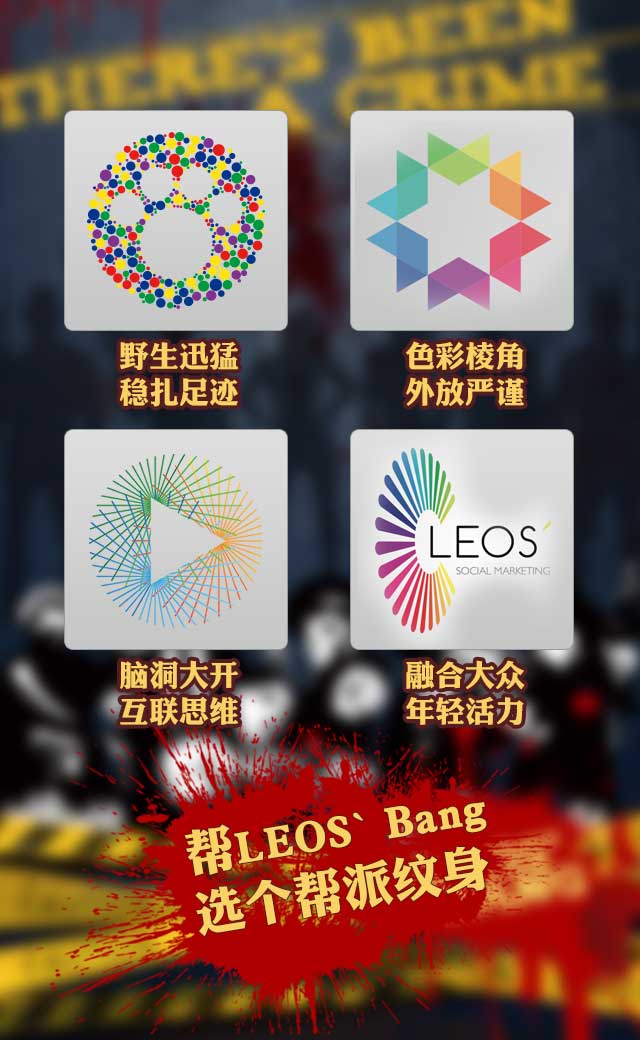 THERE'S BEEN
A CRIME
野生迅猛
稳扎足迹
色彩棱角
外放严谨
LEOS´
SOCIAL MARKETING
脑洞大开
互联思维
融合大众
年轻活力
帮LEOS` Bang
选个帮派纹身